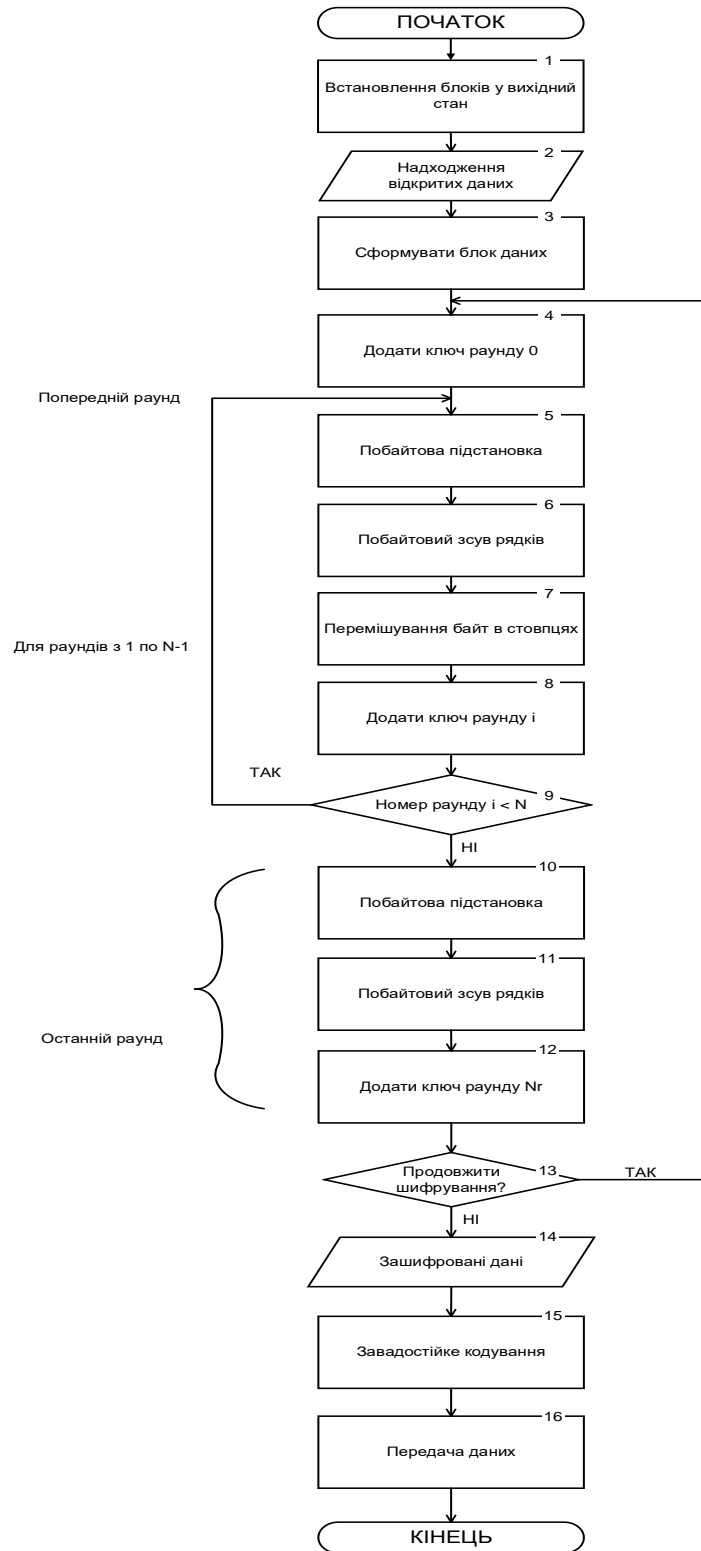 ПОЧАТОК
1
Встановлення блоків у вихідний
стан
2
Надходження
відкритих даних
3
Сформувати блок даних
4
Додати ключ раунду 0
Попередній раунд
5
Побайтова підстановка
6
Побайтовий зсув рядків
7
Перемішування байт в стовпцях
Для раундів з 1 по N-1
8
Додати ключ раунду i
ТАК
9
Номер раунду i < N
НІ
10
Побайтова підстановка
11
Побайтовий зсув рядків
Останній раунд
12
Додати ключ раунду Nr
13
Продовжити
шифрування?
ТАК
НІ
14
Зашифровані дані
15
Завадостійке кодування
16
Передача даних
КІНЕЦЬ